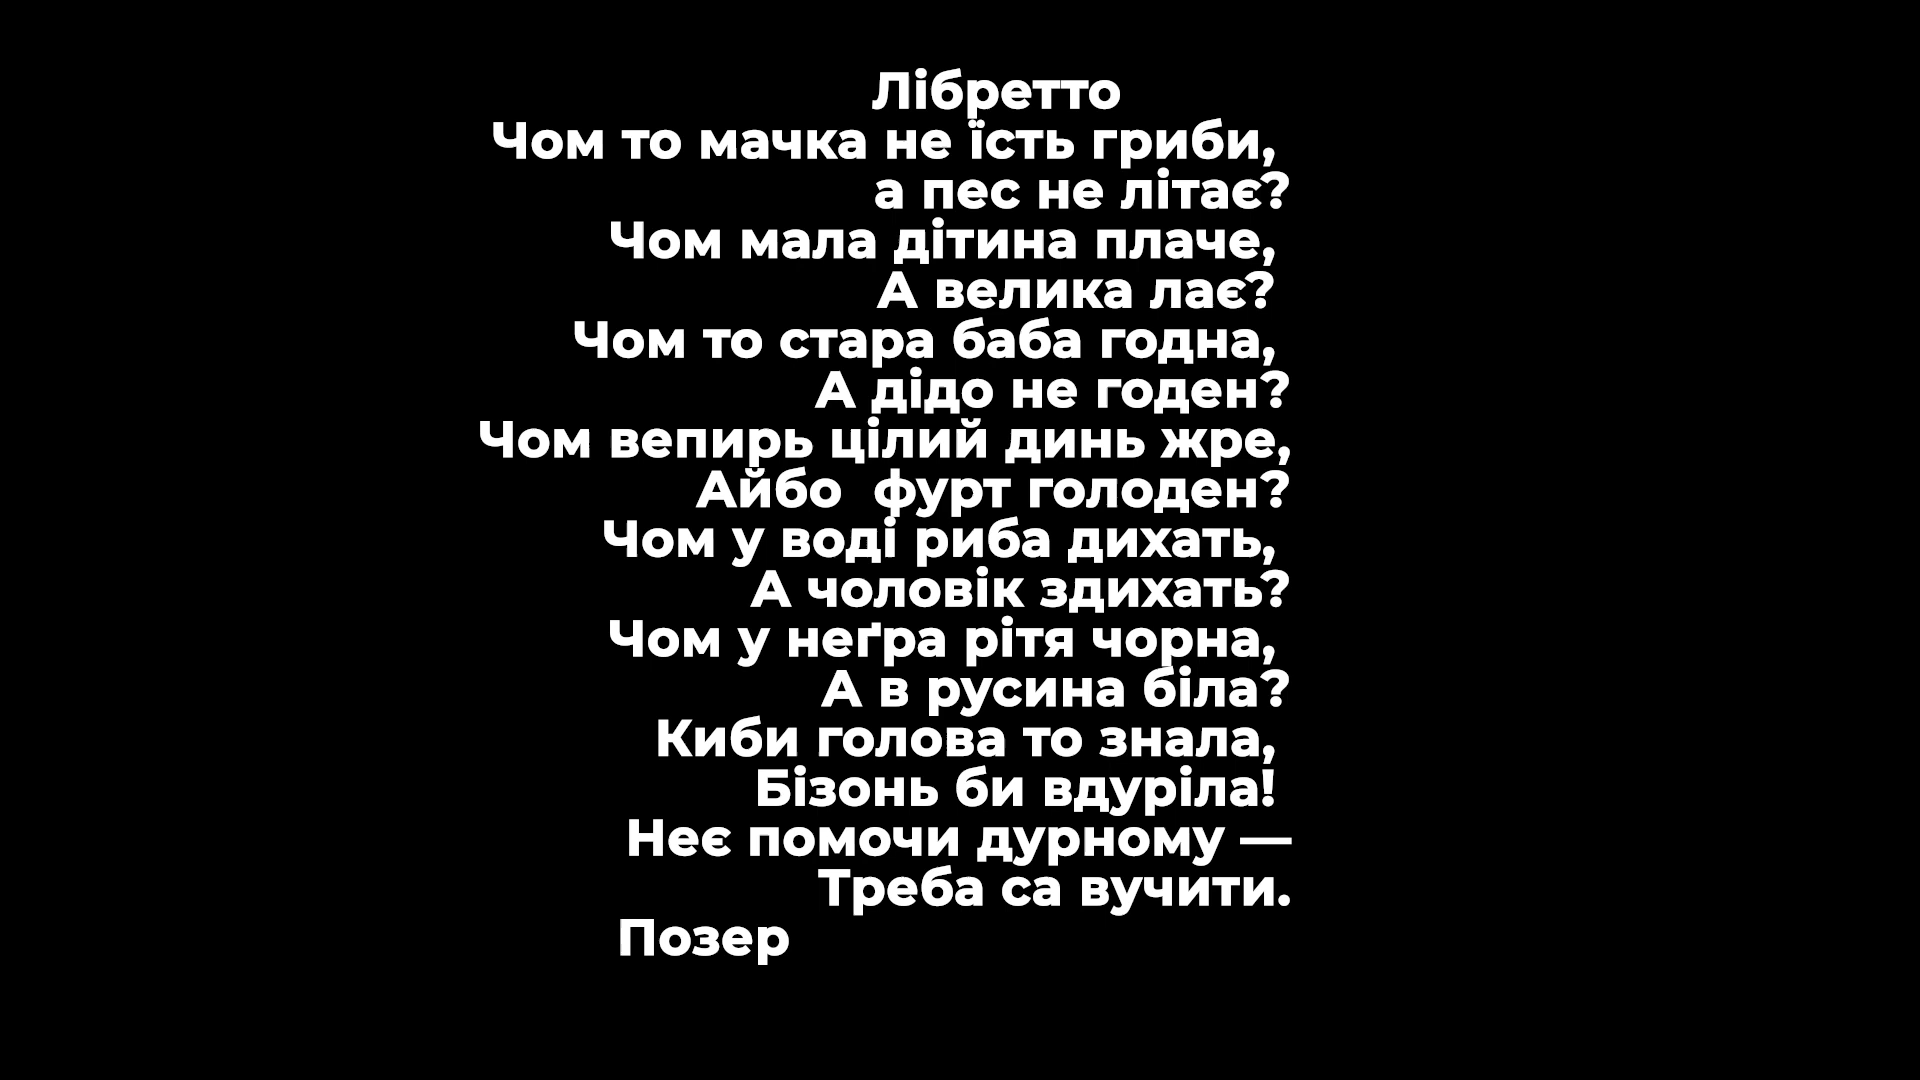 Лібретто
Чом то мачка не їсть гриби,
а пес не літає?
Чом мала дітина плаче,
А велика лає?
Чом то стара баба годна,
А дідо не годен?
Чом вепирь цілий динь жре,
Айбо фурт голоден?
Чом у воді риба дихать,
А чоловік здихать?
Чом у неґра рітя чорна,
А в русина біла?
Киби голова то знала,
Бізонь би вдуріла!
Неє помочи дурному —
Треба са вучити.
Позер